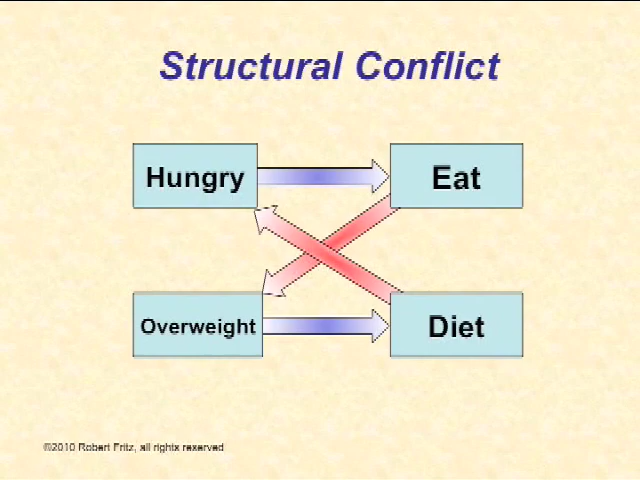 Structural Conflict
Hungry
Eat
Overweight
Diet
©2010 Robert Fritz, all rights reserved